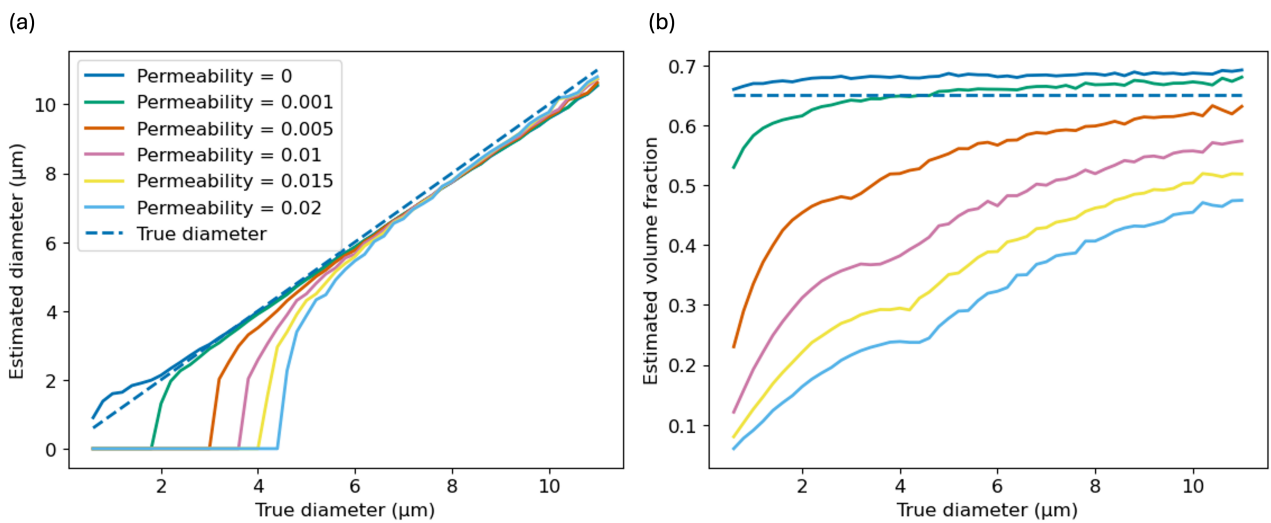 (a)
Permeability = 0
Permeability = 0.001
Permeability = 0.005
Permeability = 0.01
Permeability = 0.015
Permeability = 0.02
True diameter
10
8
6
4
2
0
Estimated diameter (μm)
2 4 6 8 10
True diameter (μm)
(b)
0.7
0.6
0.5
0.4
0.3
0.2
0.1
Estimated volume fraction
2 4 6 8 10
True diameter (μm)